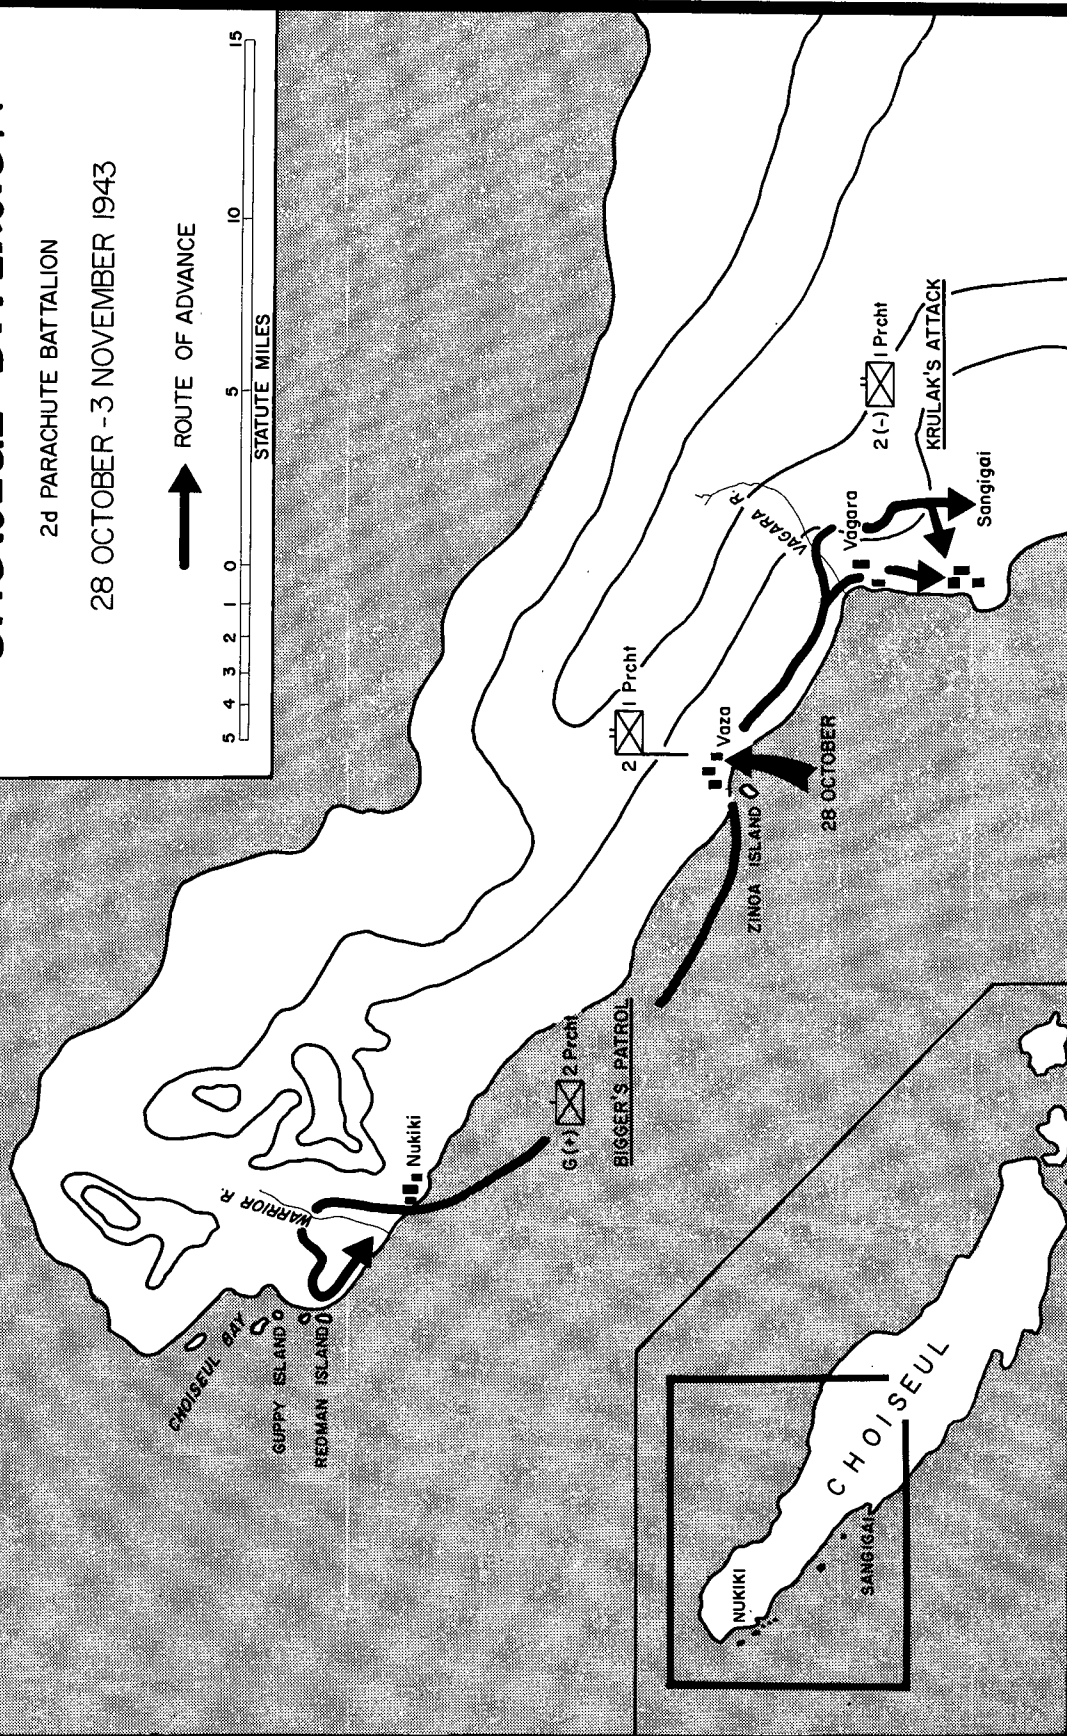 2d PARACHUTE BATTALION
28 OCTOBER - 3 NOVEMBER 1943
ROUTE OF ADVANCE
5 4 3 2 1 0 5 10 15
STATUTE MILES
CHOISEUL BAY
GUPPY ISLAND
REDMAN ISLAND
WARRIOR R.
Nukiki
G (+) 2 Prcht
BIGGER'S PATROL
2 1 Prcht
Vaza
ZINOA ISLAND
28 OCTOBER
VAGARA R.
Vagara
2 (-) 1 Prcht
KRULAK'S ATTACK
Sangigai
NUKIKI
SANGIGAI
CHOISEUL